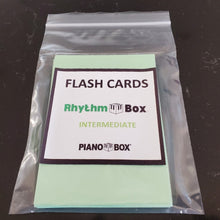 FLASH CARDS
Rhythm Box
INTERMEDIATE
PIANO BOX